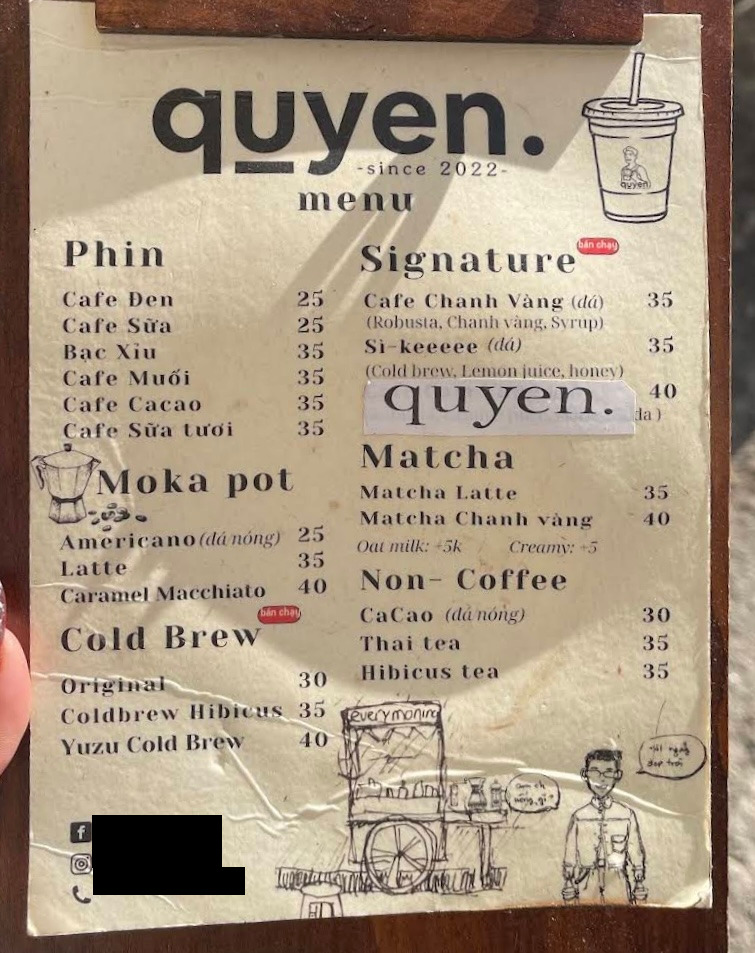 quyen.
-since 2022-
menu
quyen
Phin
Cafe Đen 25
Cafe Sữa 25
Bạc Xỉu 35
Cafe Muối 35
Cafe Cacao 35
Cafe Sữa tươi 35
Moka pot
Americano (đá nóng) 25
Latte 35
Caramel Macchiato 40
bán chạy
Cold Brew
Original 30
Coldbrew Hibicus 35
Yuzu Cold Brew 40
bán chạy
Signature
Cafe Chanh Vàng (đá) 35
(Robusta, Chanh vàng, Syrup)
Sì-keeeee (đá) 35
(Cold brew, Lemon juice, honey)
quyen. 40
da )
Matcha
Matcha Latte 35
Matcha Chanh vàng 40
Oat milk: +5k Creamy: +5
Non- Coffee
CaCao (đá nóng) 30
Thai tea 35
Hibicus tea 35
everymorning